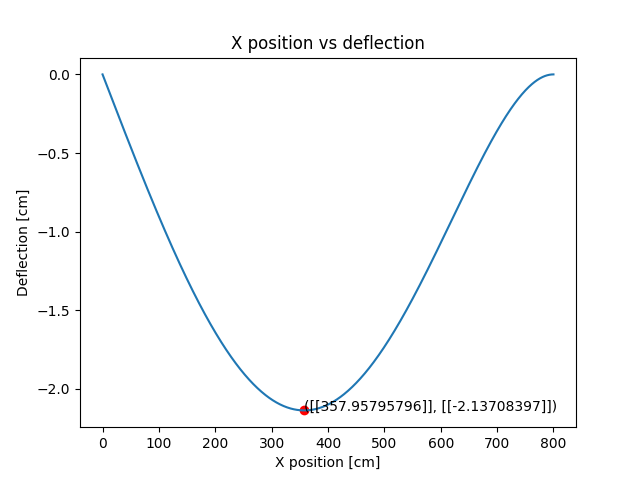 X position vs deflection
0.0
−0.5
−1.0
−1.5
−2.0
Deflection [cm]
([[357.95795796]], [[-2.13708397]])
0 100 200 300 400 500 600 700 800
X position [cm]